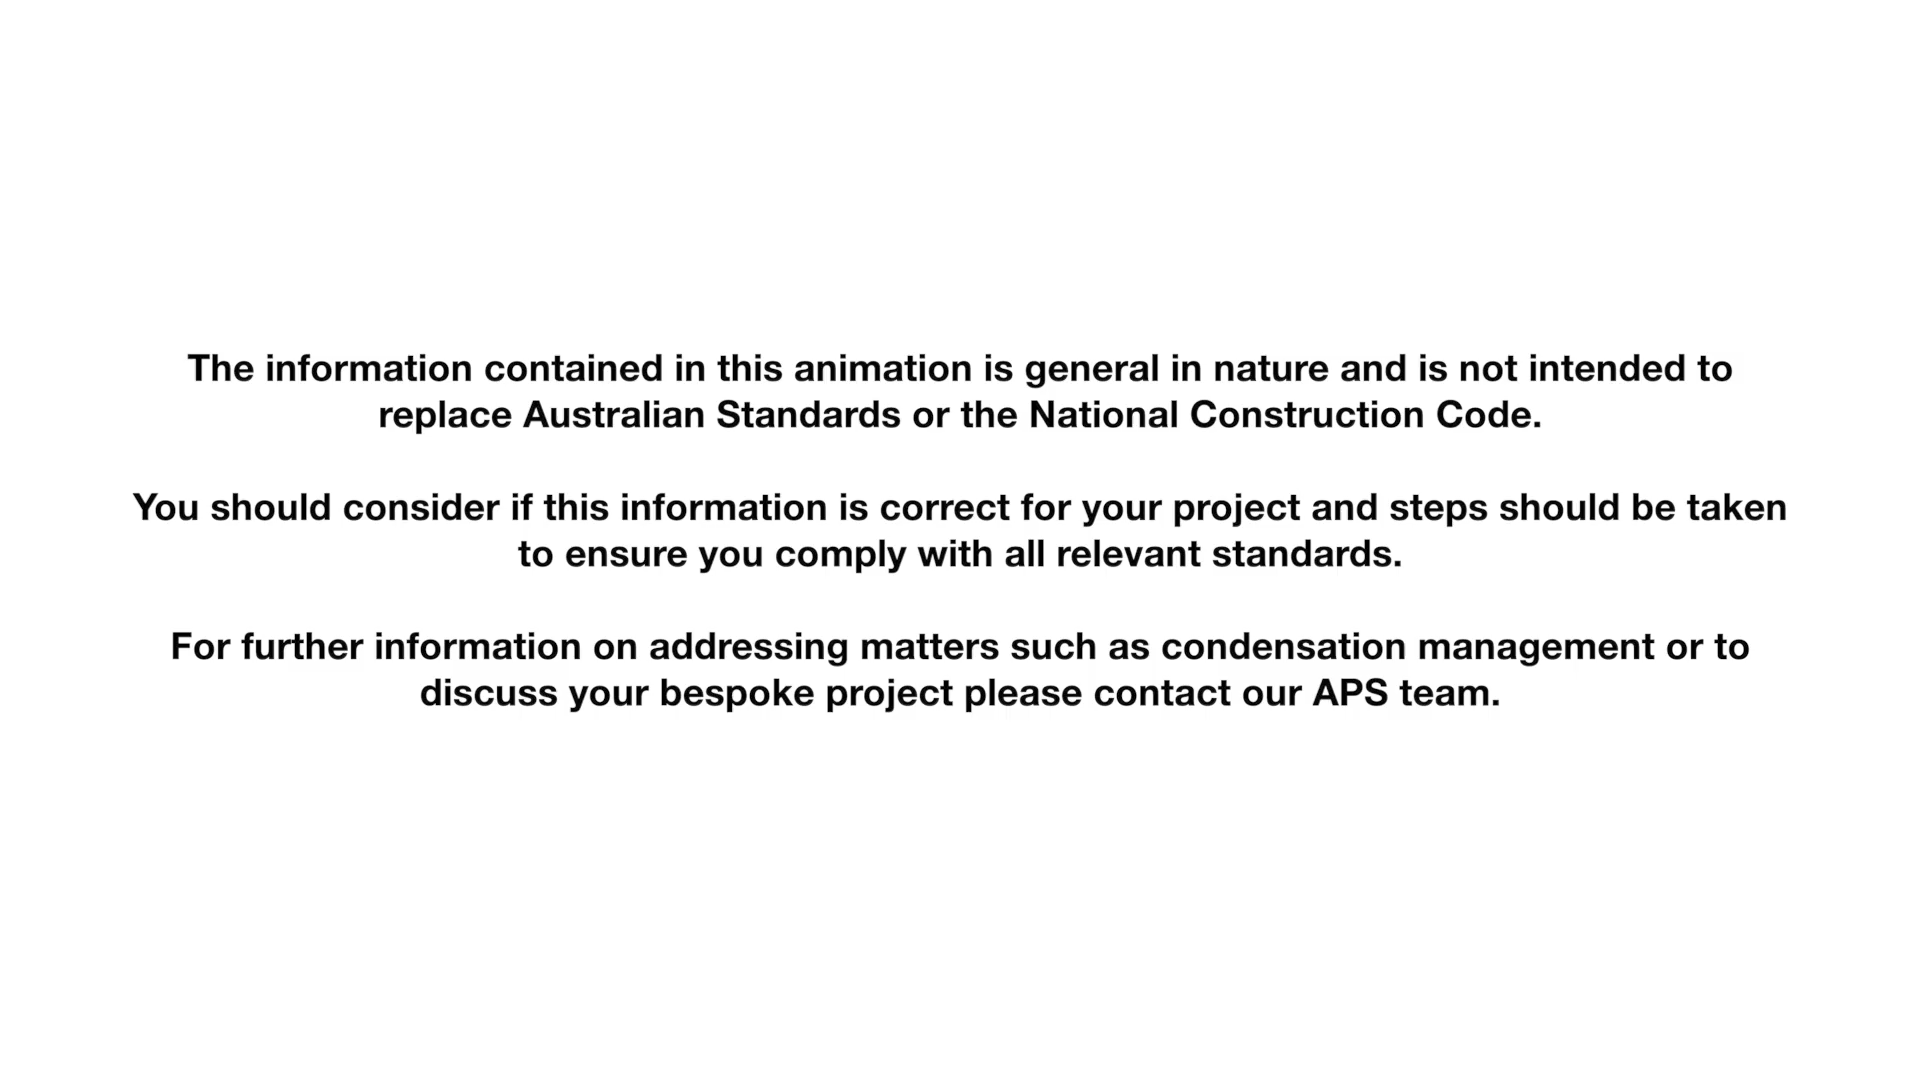 The information contained in this animation is general in nature and is not intended to
replace Australian Standards or the National Construction Code.
You should consider if this information is correct for your project and steps should be taken
to ensure you comply with all relevant standards.
For further information on addressing matters such as condensation management or to
discuss your bespoke project please contact our APS team.